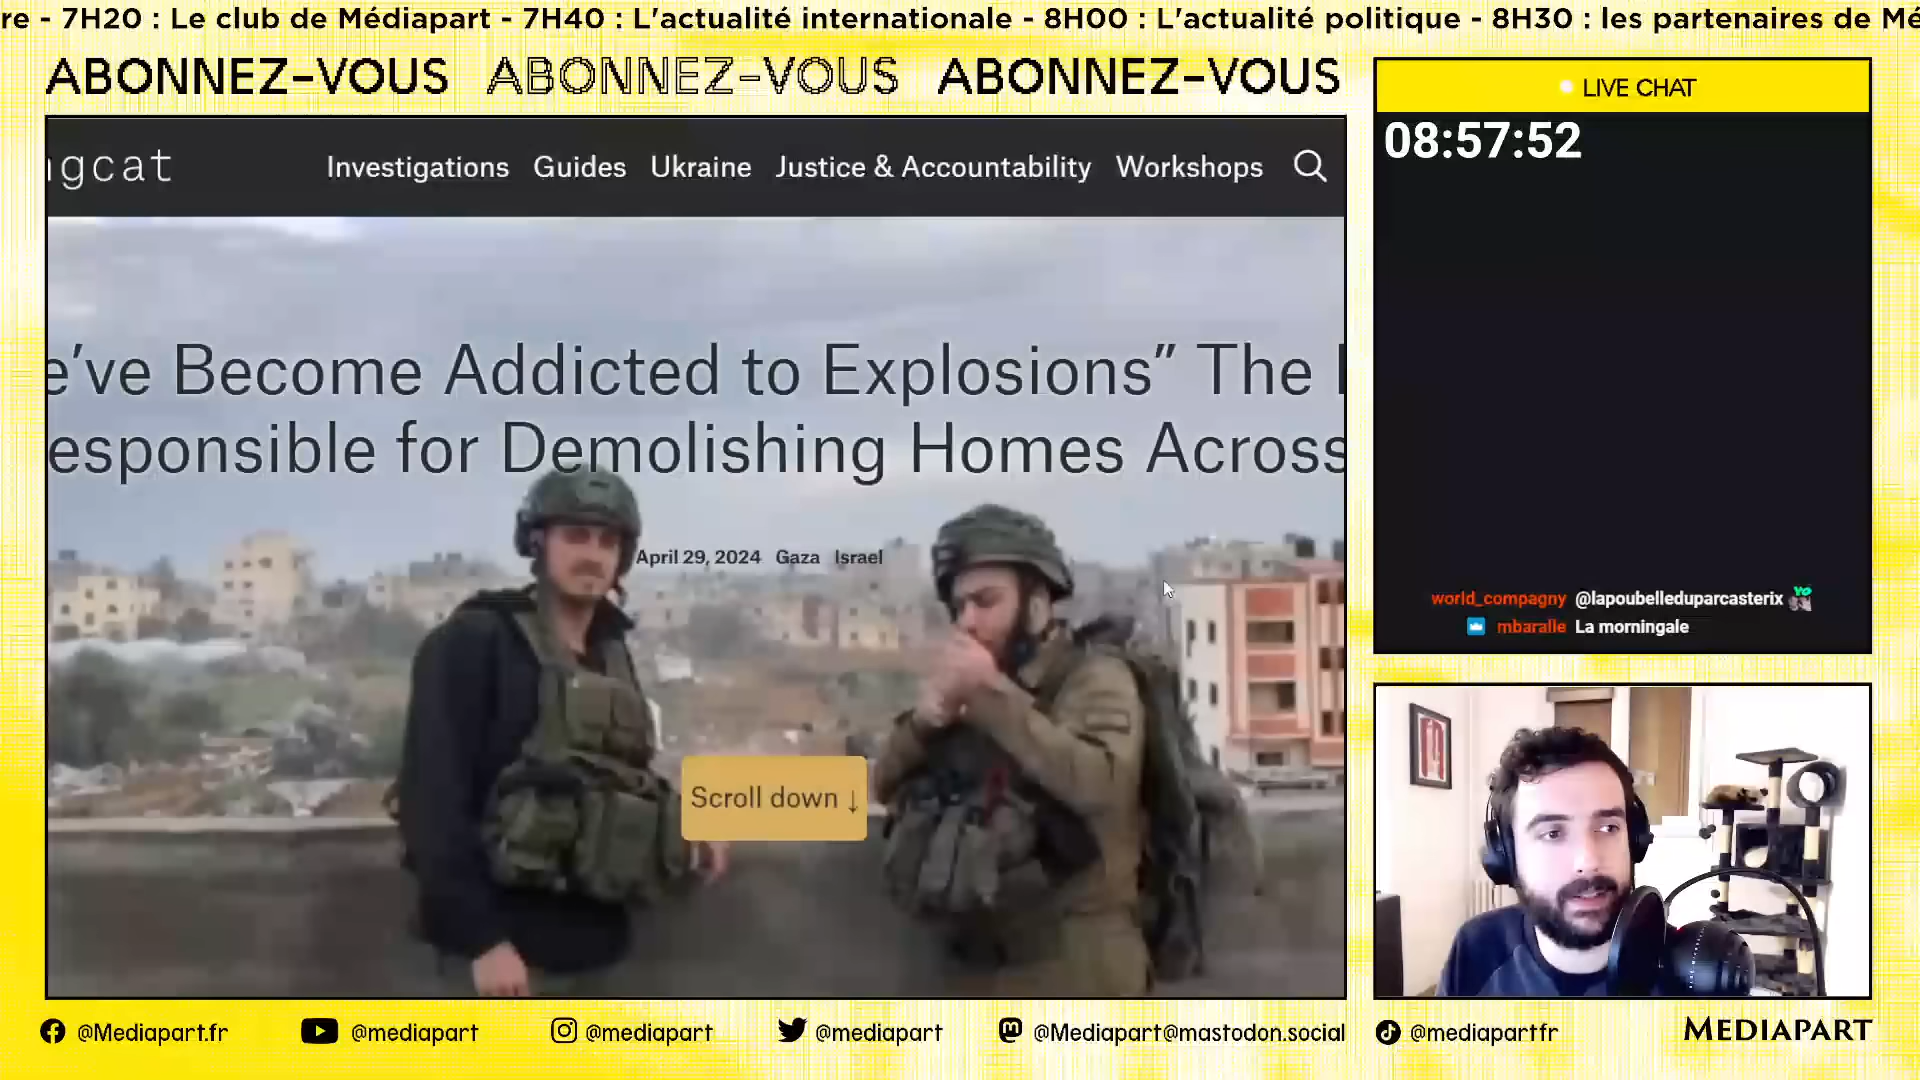 re - 7H20 : Le club de Médiapart - 7H40 : L'actualité internationale - 8H00 : L'actualité politique - 8H30 : les partenaires de Mé
ABONNEZ-VOUS ABONNEZ-VOUS ABONNEZ-VOUS
LIVE CHAT
08:57:52
ngcat Investigations Guides Ukraine Justice & Accountability Workshops
e've Become Addicted to Explosions” The
esponsible for Demolishing Homes Across
April 29, 2024 Gaza Israel
Scroll down ↓
world_compagny @lapoubelleduparcasterix YO
mbaralle La morningale
@Mediapart.fr @mediapart @mediapart @mediapart @Mediapart@mastodon.social @mediapartfr MEDIAPART